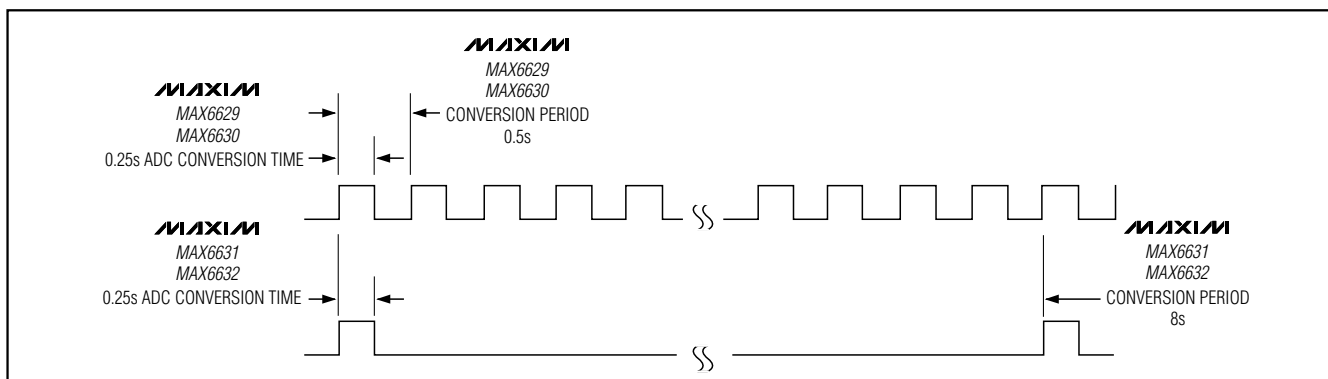 MAXIM
MAX6629
MAX6630
CONVERSION PERIOD
0.5s
MAXIM
MAX6629
MAX6630
0.25s ADC CONVERSION TIME
MAXIM
MAX6631
MAX6632
0.25s ADC CONVERSION TIME
MAXIM
MAX6631
MAX6632
CONVERSION PERIOD
8s